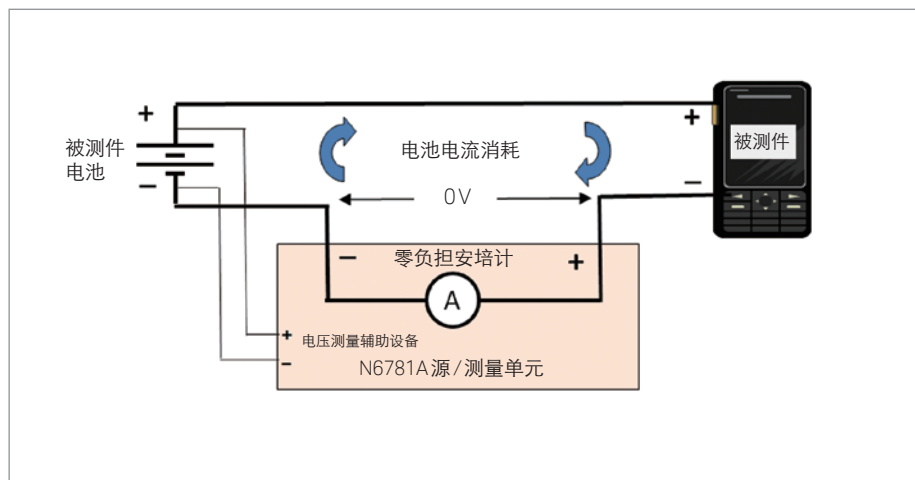 +
被测件
电池
−
电池电流消耗
0V
+
−
被测件
−
零负担安培计
+
A
+
电压测量辅助设备
−
N6781A源/测量单元